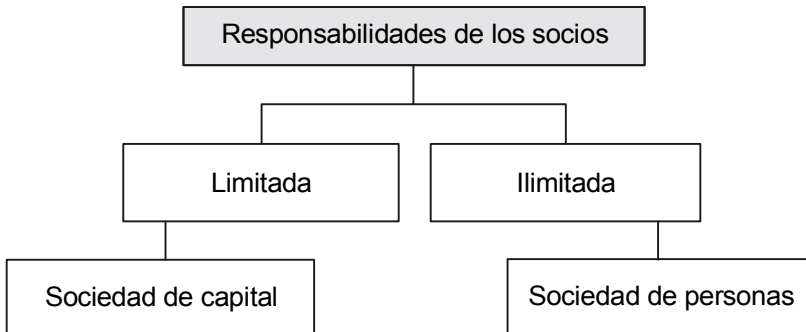 Responsabilidades de los socios
Limitada
Ilimitada
Sociedad de capital
Sociedad de personas